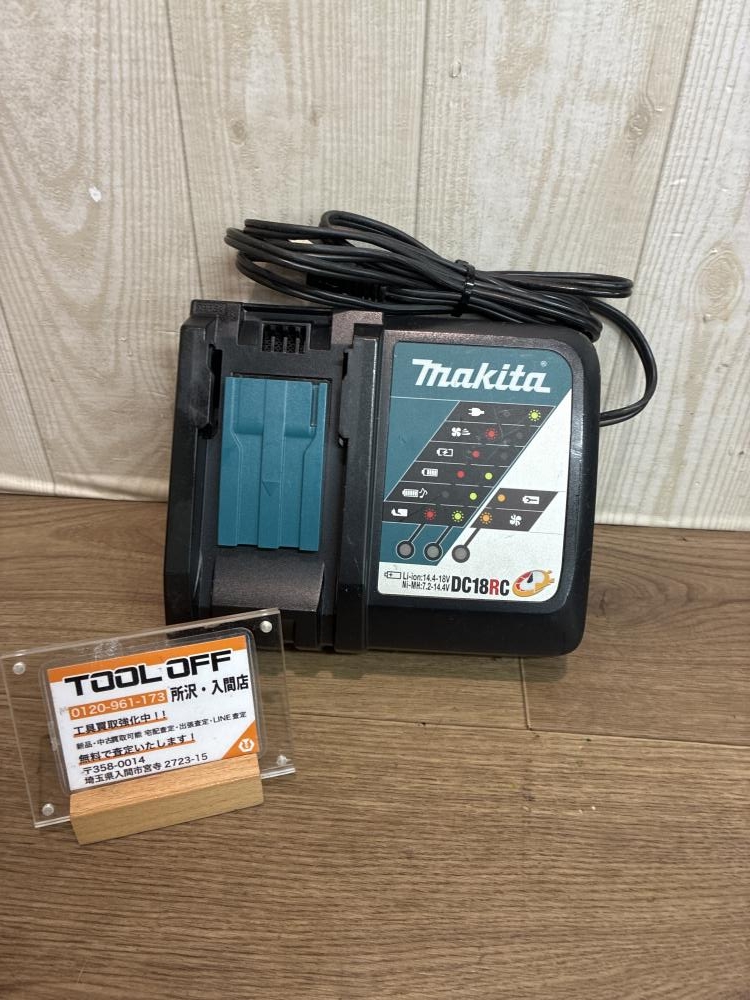 makita
Li-ion:14.4-18V
Ni-MH:7.2-14.4V
DC18RC
TOOL OFF
0120-961-173 所沢・入間店
工具買取強化中!!
新品・中古買取可能 宅配査定・出張査定・LINE査定
無料で査定いたします!
〒358-0014
埼玉県入間市宮寺 2723-15